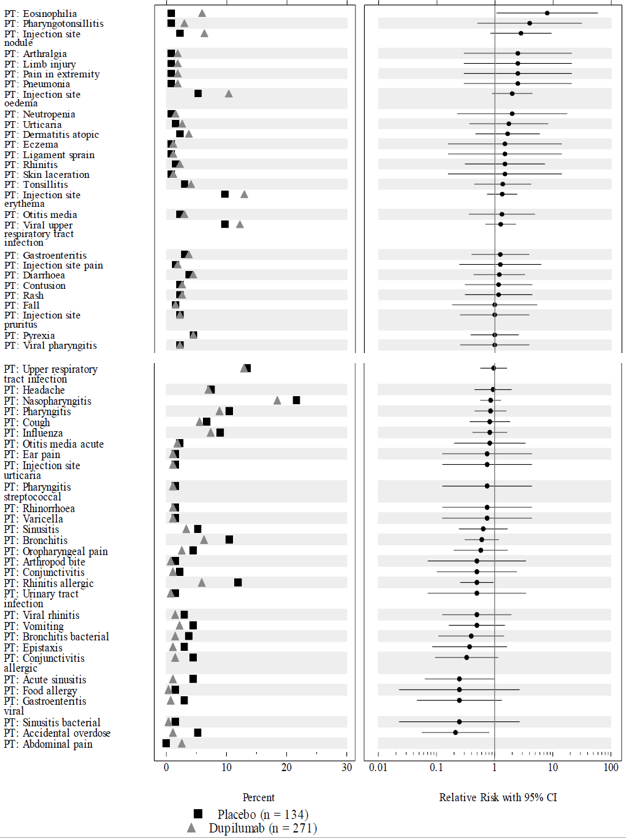 PT: Eosinophilia
PT: Pharyngotonsillitis
PT: Injection site
nodule
PT: Arthralgia
PT: Limb injury
PT: Pain in extremity
PT: Pneumonia
PT: Injection site
oedema
PT: Neutropenia
PT: Urticaria
PT: Dermatitis atopic
PT: Eczema
PT: Ligament sprain
PT: Rhinitis
PT: Skin laceration
PT: Tonsillitis
PT: Injection site
erythema
PT: Otitis media
PT: Viral upper
respiratory tract
infection
PT: Gastroenteritis
PT: Injection site pain
PT: Diarrhoea
PT: Contusion
PT: Rash
PT: Fall
PT: Injection site
pruritus
PT: Pyrexia
PT: Viral pharyngitis
PT: Upper respiratory
tract infection
PT: Headache
PT: Nasopharyngitis
PT: Pharyngitis
PT: Cough
PT: Influenza
PT: Otitis media acute
PT: Ear pain
PT: Injection site
urticaria
PT: Pharyngitis
streptococcal
PT: Rhinorrhoea
PT: Varicella
PT: Sinusitis
PT: Bronchitis
PT: Oropharyngeal pain
PT: Arthropod bite
PT: Conjunctivitis
PT: Rhinitis allergic
PT: Urinary tract
infection
PT: Viral rhinitis
PT: Vomiting
PT: Bronchitis bacterial
PT: Epistaxis
PT: Conjunctivitis
allergic
PT: Acute sinusitis
PT: Food allergy
PT: Gastroenteritis
viral
PT: Sinusitis bacterial
PT: Accidental overdose
PT: Abdominal pain
0 10 20 30 0.01 0.1 1 10 100
Percent Relative Risk with 95% CI
Placebo (n = 134)
Dupilumab (n = 271)